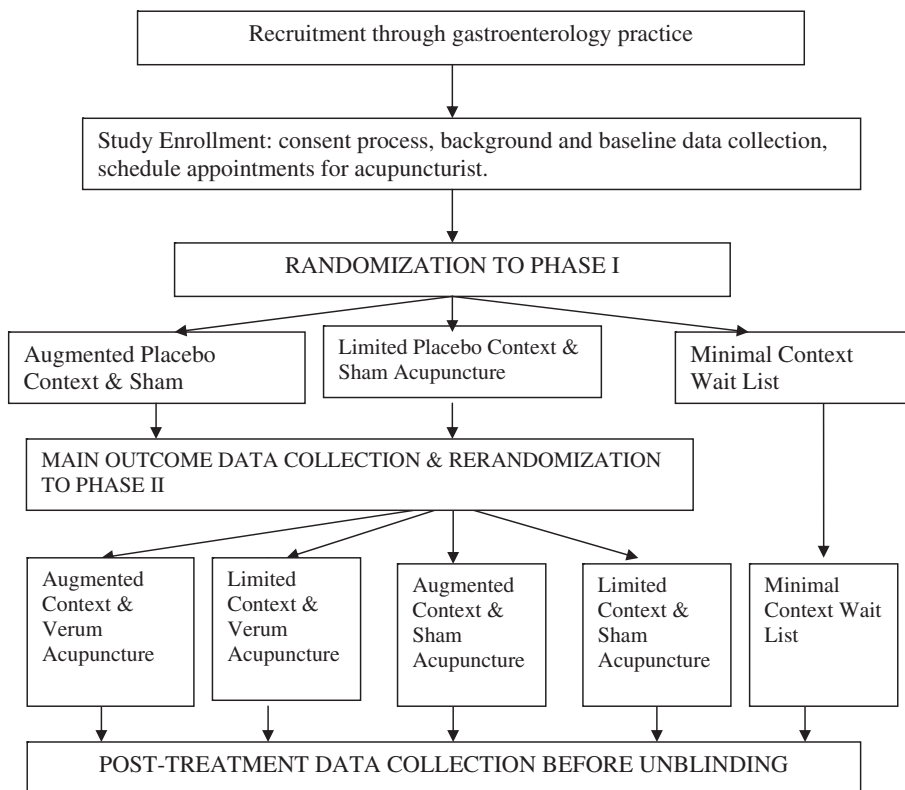 Recruitment through gastroenterology practice
Study Enrollment: consent process, background and baseline data collection,
schedule appointments for acupuncturist.
RANDOMIZATION TO PHASE I
Augmented Placebo
Context & Sham
Limited Placebo Context &
Sham Acupuncture
Minimal Context
Wait List
MAIN OUTCOME DATA COLLECTION & RERANDOMIZATION
TO PHASE II
Augmented
Context &
Verum
Acupuncture
Limited
Context &
Verum
Acupuncture
Augmented
Context &
Sham
Acupuncture
Limited
Context &
Sham
Acupuncture
Minimal
Context Wait
List
POST-TREATMENT DATA COLLECTION BEFORE UNBLINDING